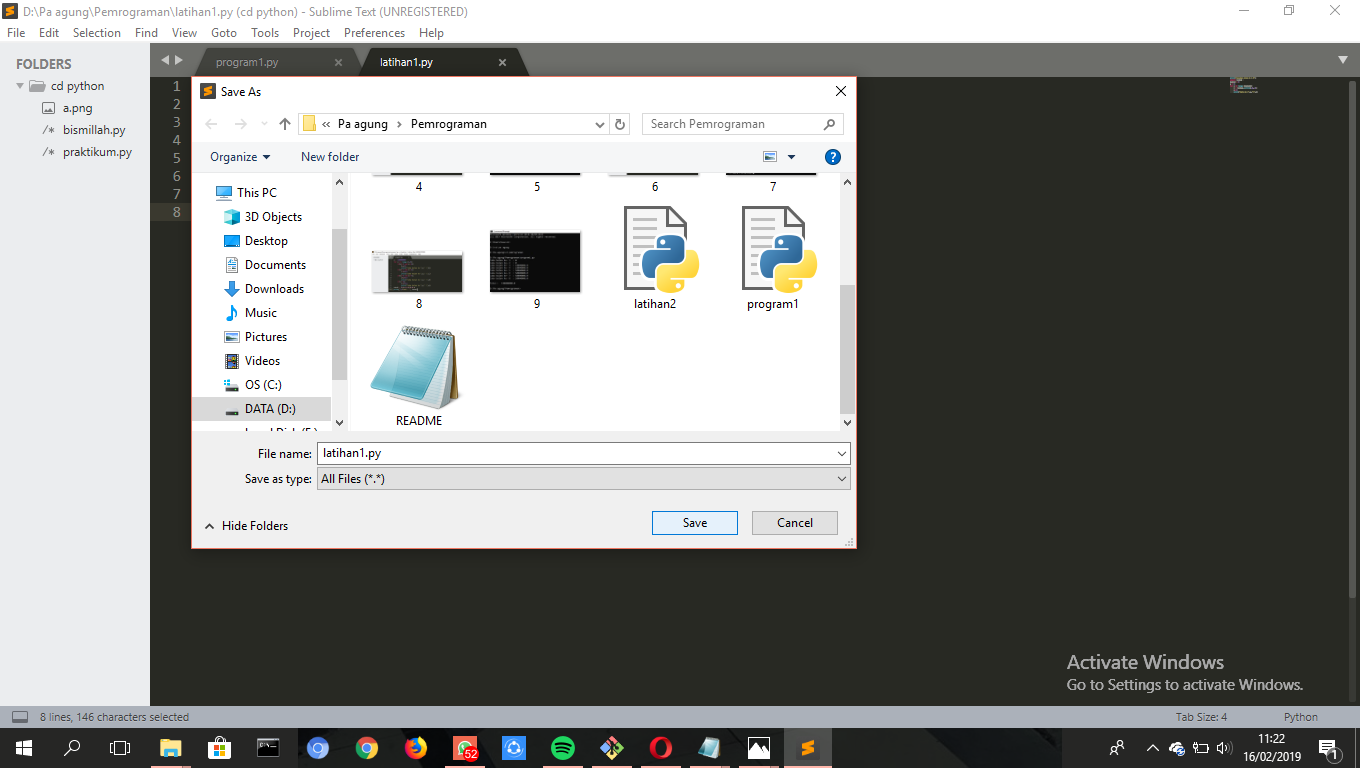 D:\Pa agung\Pemrograman\latihan1.py (cd python) - Sublime Text (UNREGISTERED)
File Edit Selection Find View Goto Tools Project Preferences Help
FOLDERS
cd python
a.png
/* bismillah.py
/* praktikum.py
program1.py
latihan1.py
1
2
3
4
5
6
7
8
Save As
« Pa agung › Pemrograman
Search Pemrograman
Organize
New folder
This PC
3D Objects
Desktop
Documents
Downloads
Music
Pictures
Videos
OS (C:)
DATA (D:)
4
5
6
7
8
9
latihan2
program1
README
File name: latihan1.py
Save as type: All Files (*.*)
Hide Folders
Save
Cancel
Activate Windows
Go to Settings to activate Windows.
8 lines, 146 characters selected
Tab Size: 4
Python
52
11:22
16/02/2019
1